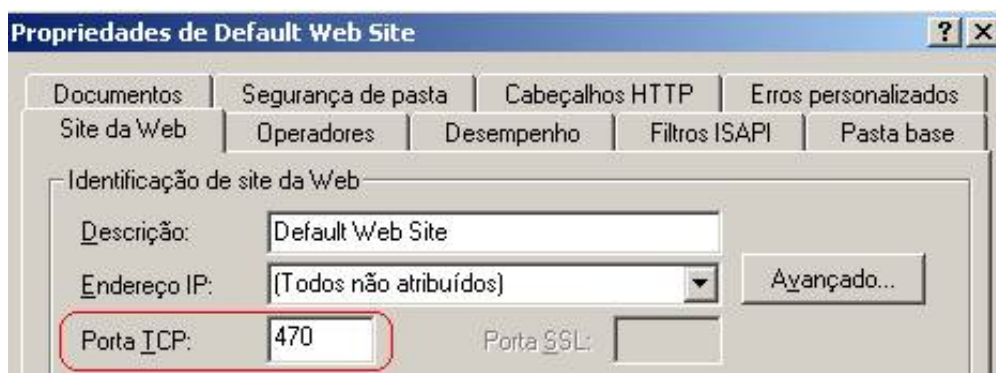 Propriedades de Default Web Site ? ×
Documentos Segurança de pasta Cabeçalhos HTTP Erros personalizados
Site da Web Operadores Desempenho Filtros ISAPI Pasta base
Identificação de site da Web
Descrição: Default Web Site
Endereço IP: (Todos não atribuídos) Avançado...
Porta TCP: 470 Porta SSL: